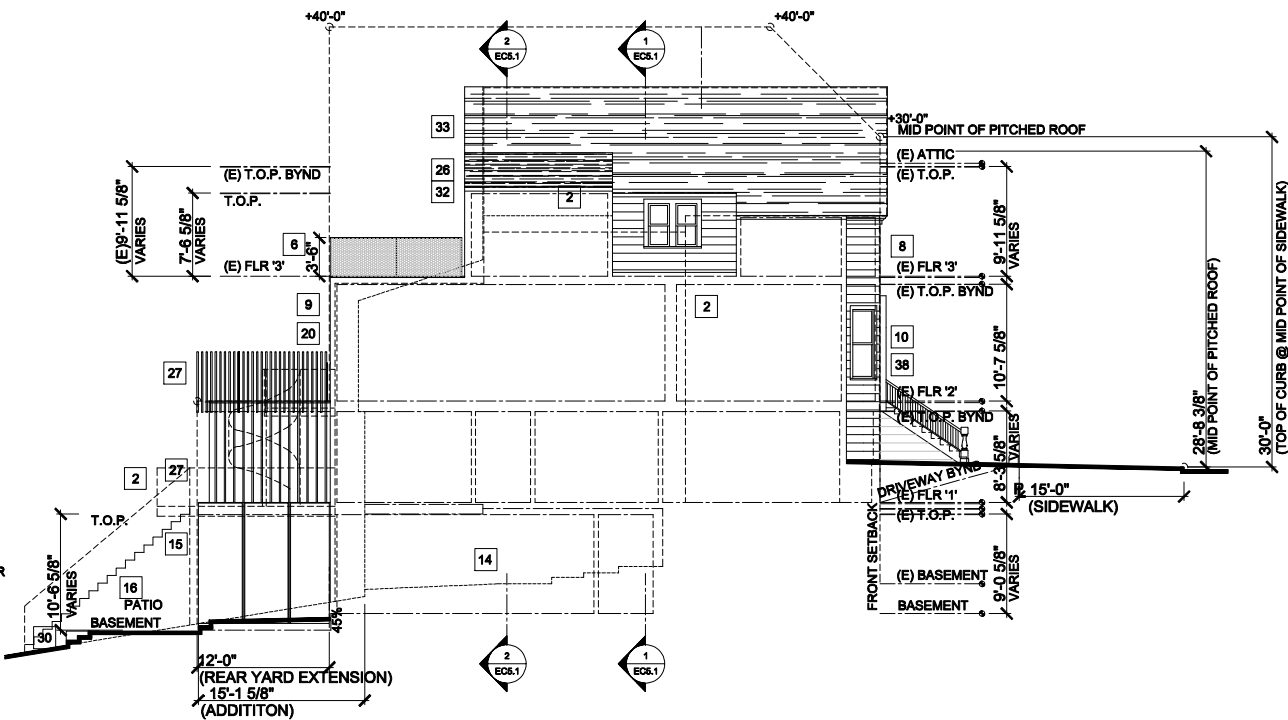 +40'-0"
+40'-0"
2
EC5.1
1
EC5.1
+30'-0"
MID POINT OF PITCHED ROOF
33
(E) ATTIC
(E) T.O.P.
(E) T.O.P. BYND
26
T.O.P.
32
2
(E)9'-11 5/8"
VARIES
7'-6 5/8"
VARIES
6
3'-6"
8
9'-11 5/8"
VARIES
(E) FLR '3'
(E) FLR '3'
(E) T.O.P. BYND
9
2
20
10
10'-7 5/8"
28'-8 3/8"
(MID POINT OF PITCHED ROOF)
30'-0"
(TOP OF CURB @ MID POINT OF SIDEWALK)
27
38
(E) FLR '2'
(E) T.O.P. BYND
8'-3 5/8"
VARIES
27
2
DRIVEWAY BYND
(E) FLR '1'
15'-0"
(SIDEWALK)
T.O.P.
(E) T.O.P.
15
14
10'-6 5/8"
VARIES
FRONT SETBACK
9'-0 5/8"
VARIES
R
16
(E) BASEMENT
PATIO
BASEMENT
BASEMENT
45%
30
12'-0"
(REAR YARD EXTENSION)
15'-1 5/8"
(ADDITITON)
2
EC5.1
1
EC5.1